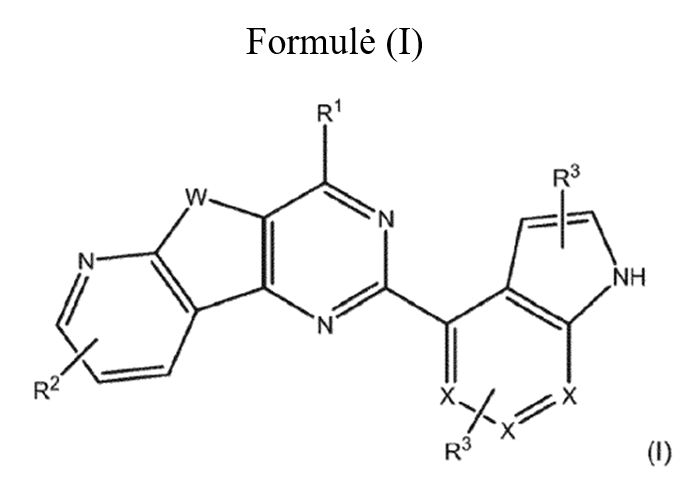 Formulė (I)
R¹
R³
W
N
N
NH
N
R²
X
X
R³
X
(I)